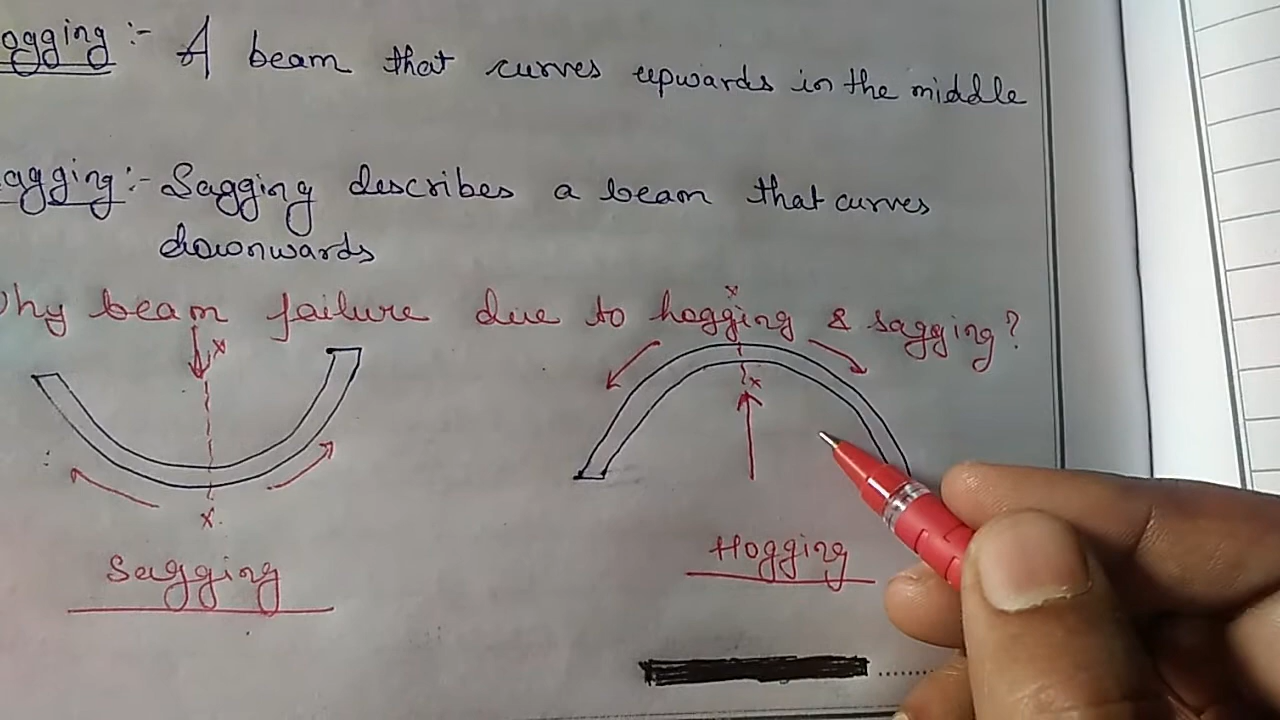 ogging :- A beam that curves upwards in the middle
agging :- Sagging describes a beam that curves
downwards
hy beam failure due to hogging & sagging?
x
x
x
x
Sagging
Hogging